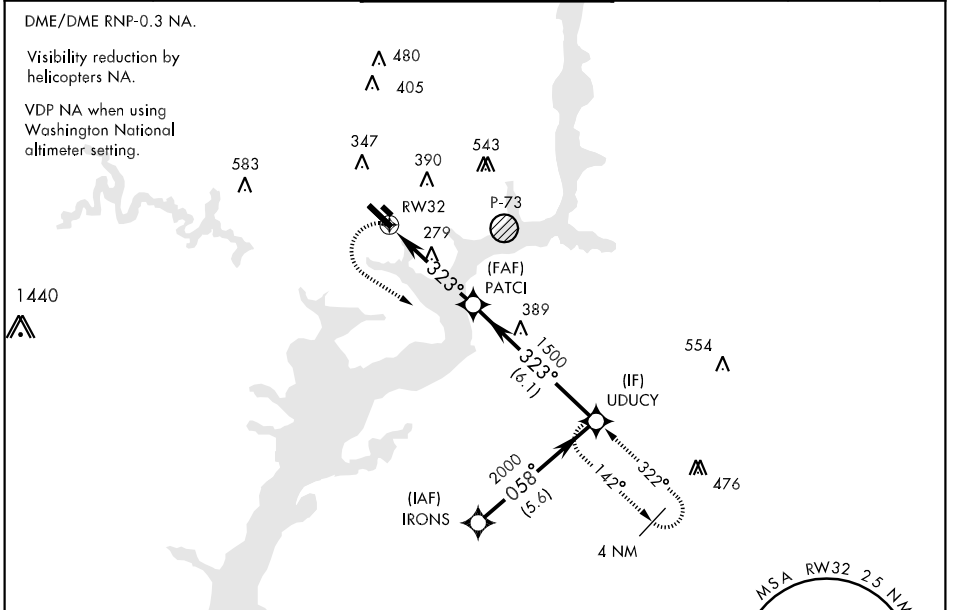 DME/DME RNP-0.3 NA.
Visibility reduction by
helicopters NA.
VDP NA when using
Washington National
altimeter setting.
480
405
347
390
543
583
RW32
P-73
279
323°
(FAF)
PATCI
1440
389
1500
323°
(6.1)
554
(IF)
UDUCY
2000
058°
(5.6)
142°
322°
476
(IAF)
IRONS
4 NM
MSA RW32 25 NM